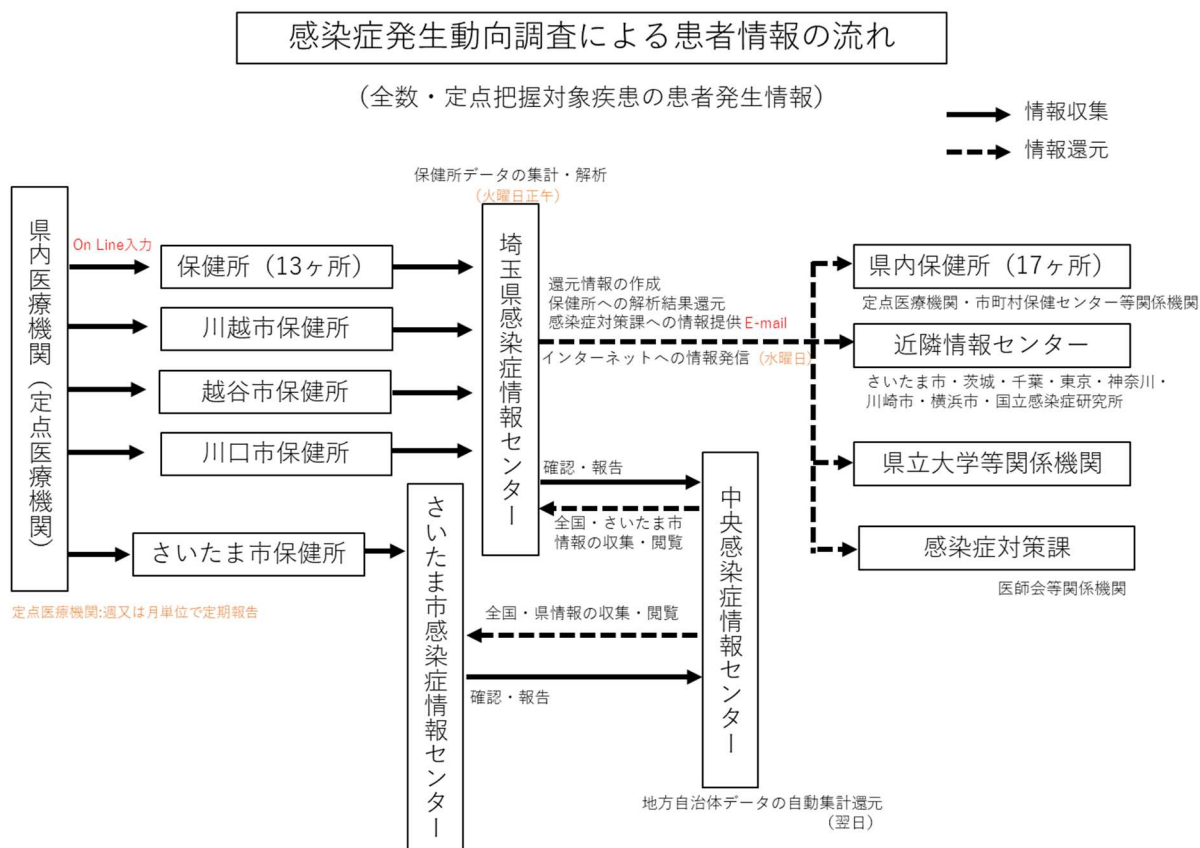 感染症発生動向調査による患者情報の流れ
（全数・定点把握対象疾患の患者発生情報）
情報収集
情報還元
県内医療機関（定点医療機関）
On Line入力
定点医療機関:週又は月単位で定期報告
保健所（13ヶ所）
川越市保健所
越谷市保健所
川口市保健所
さいたま市保健所
保健所データの集計・解析
（火曜日正午）
埼玉県感染症情報センター
さいたま市感染症情報センター
還元情報の作成
保健所への解析結果還元
感染症対策課への情報提供 E-mail
インターネットへの情報発信（水曜日）
確認・報告
全国・さいたま市
情報の収集・閲覧
全国・県情報の収集・閲覧
確認・報告
中央感染症情報センター
地方自治体データの自動集計還元
（翌日）
県内保健所（17ヶ所）
定点医療機関・市町村保健センター等関係機関
近隣情報センター
さいたま市・茨城・千葉・東京・神奈川・
川崎市・横浜市・国立感染症研究所
県立大学等関係機関
感染症対策課
医師会等関係機関